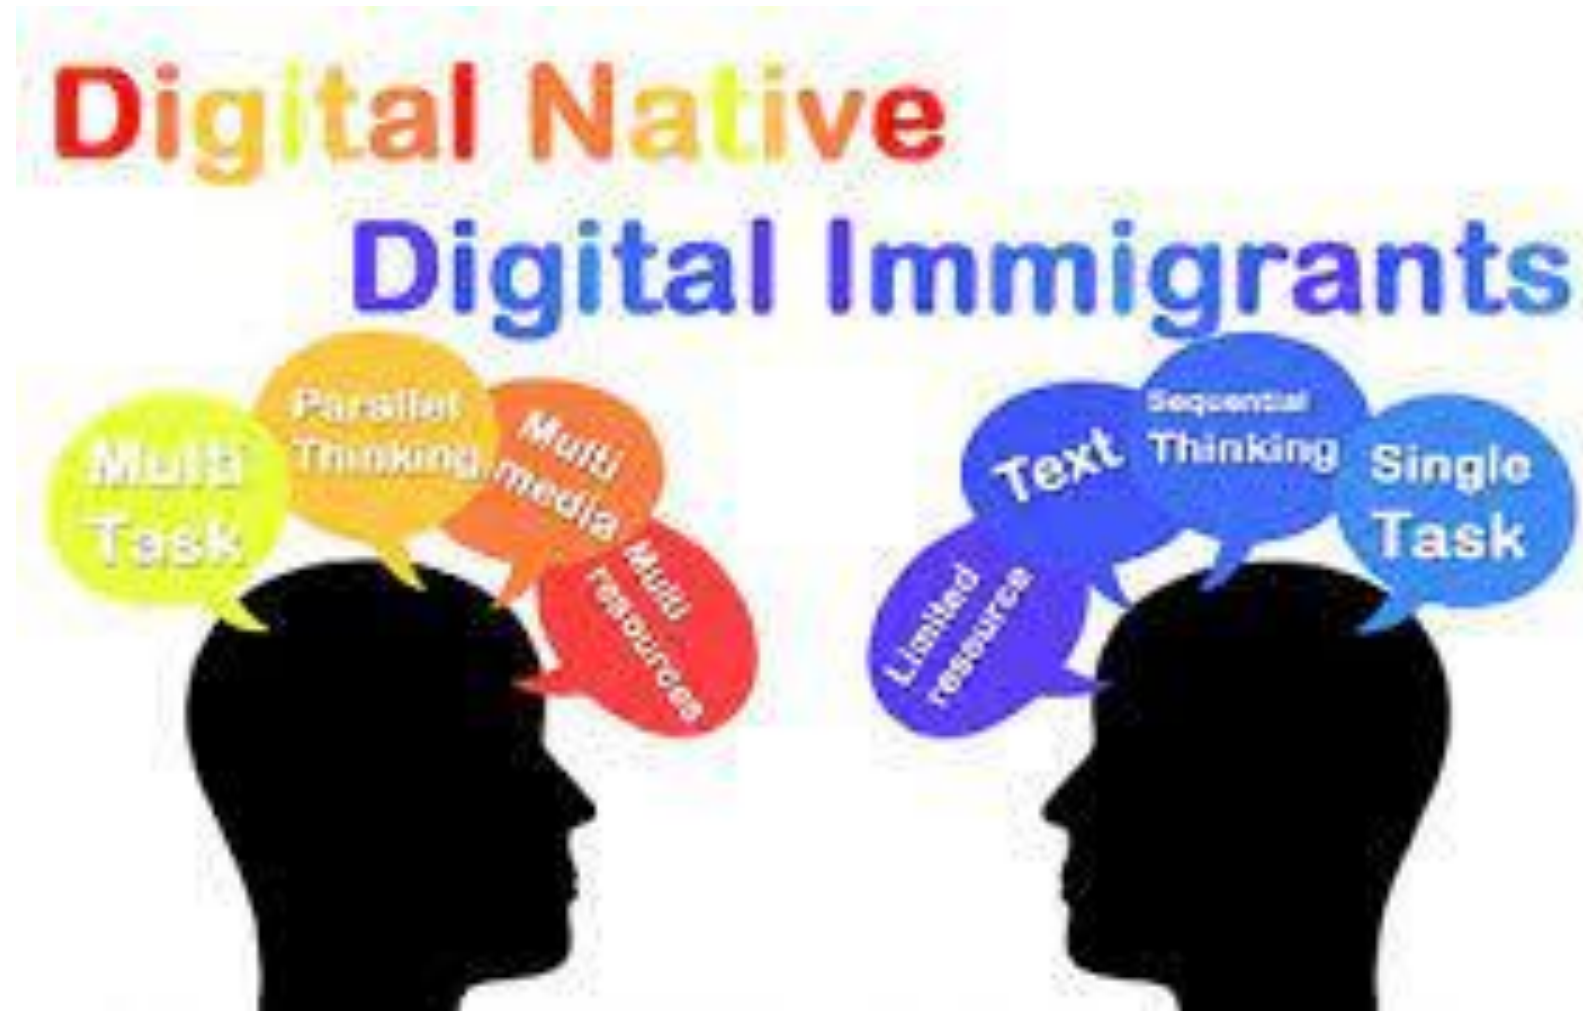 Digital Native
Digital Immigrants
Multi
Task
Parallel
Thinking
Multi
media
Multi
resources
Limited
resource
Text
Sequential
Thinking
Single
Task